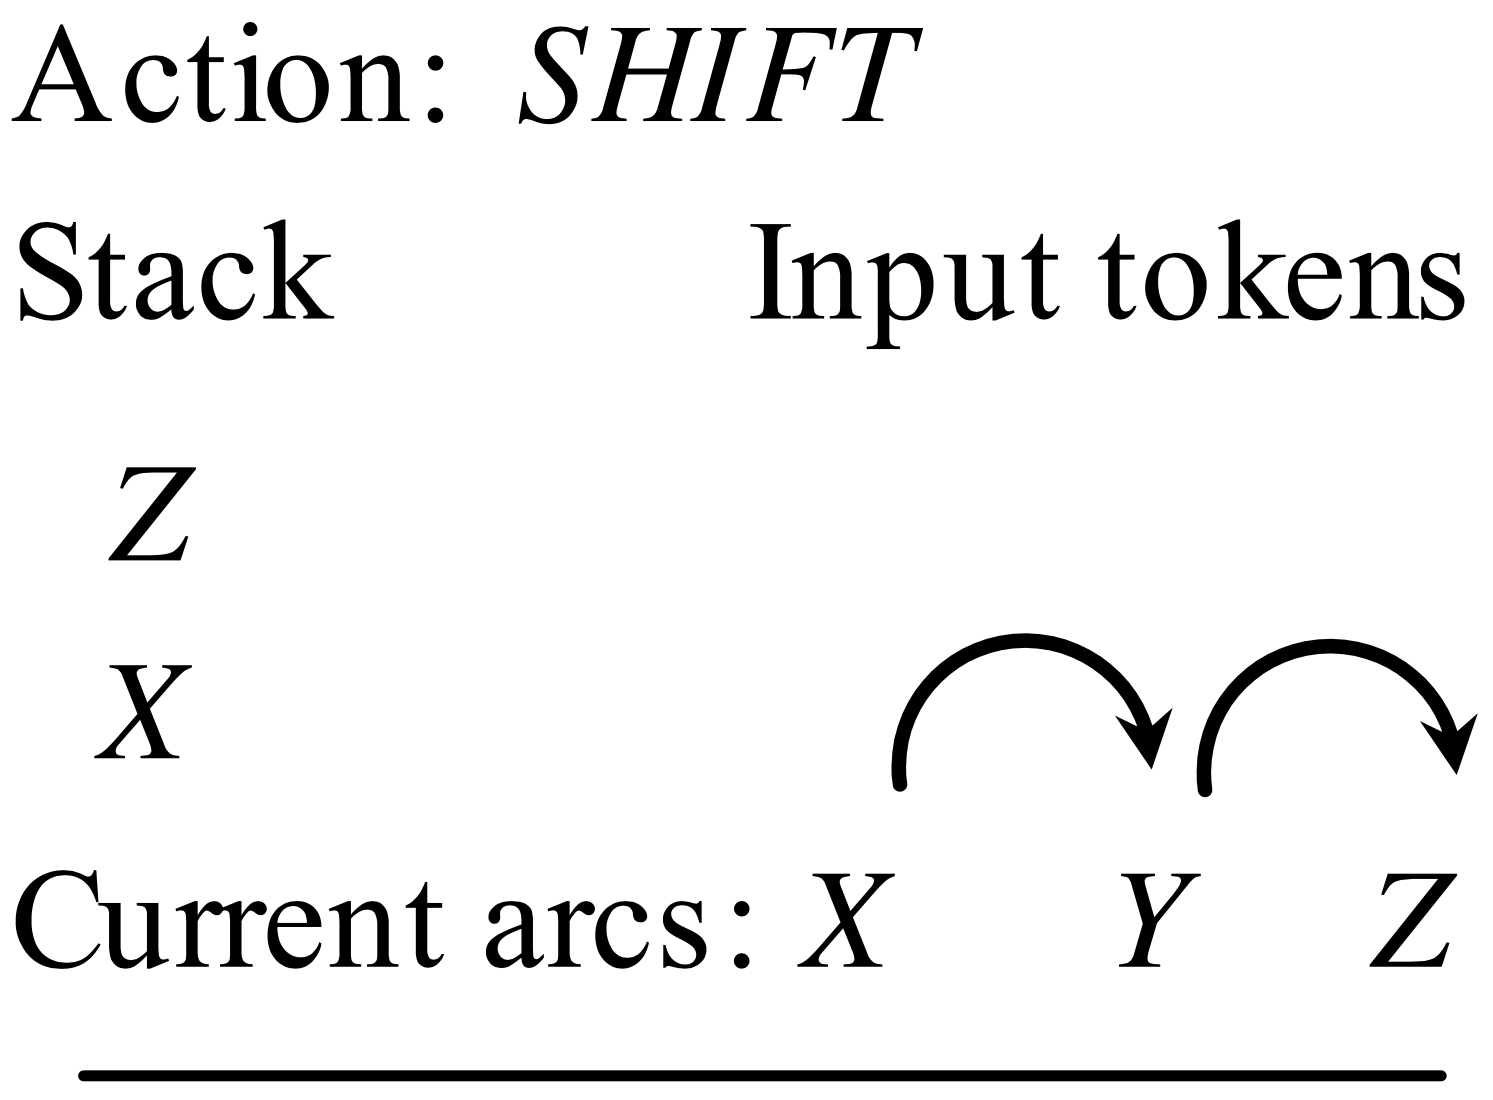 Action: SHIFT
Stack Input tokens
Z
X
Current arcs: X Y Z